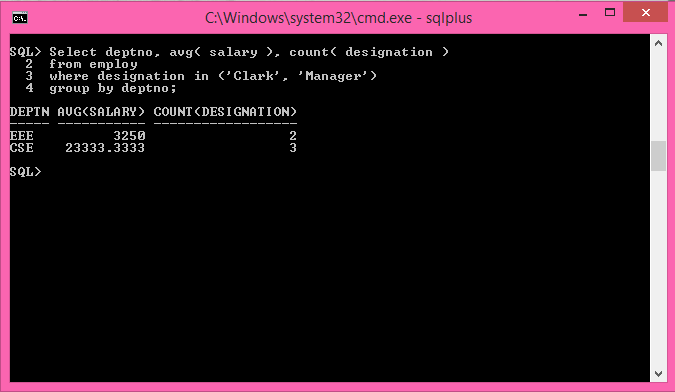 C:\Windows\system32\cmd.exe - sqlplus
SQL> Select deptno, avg( salary ), count( designation )
2 from employ
3 where designation in ('Clark', 'Manager')
4 group by deptno;
DEPTN AVG(SALARY) COUNT(DESIGNATION)
----- ----------- ------------------
EEE 3250 2
CSE 23333.3333 3
SQL>